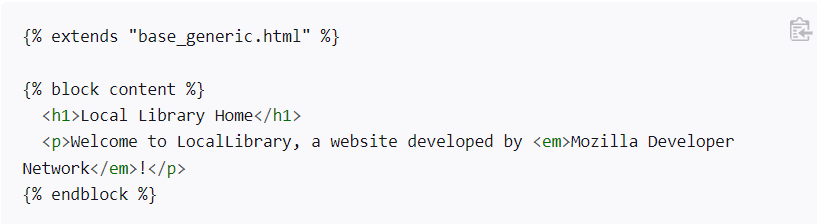 {% extends "base_generic.html" %}
{% block content %}
<h1>Local Library Home</h1>
<p>Welcome to LocalLibrary, a website developed by <em>Mozilla Developer
Network</em>!</p>
{% endblock %}